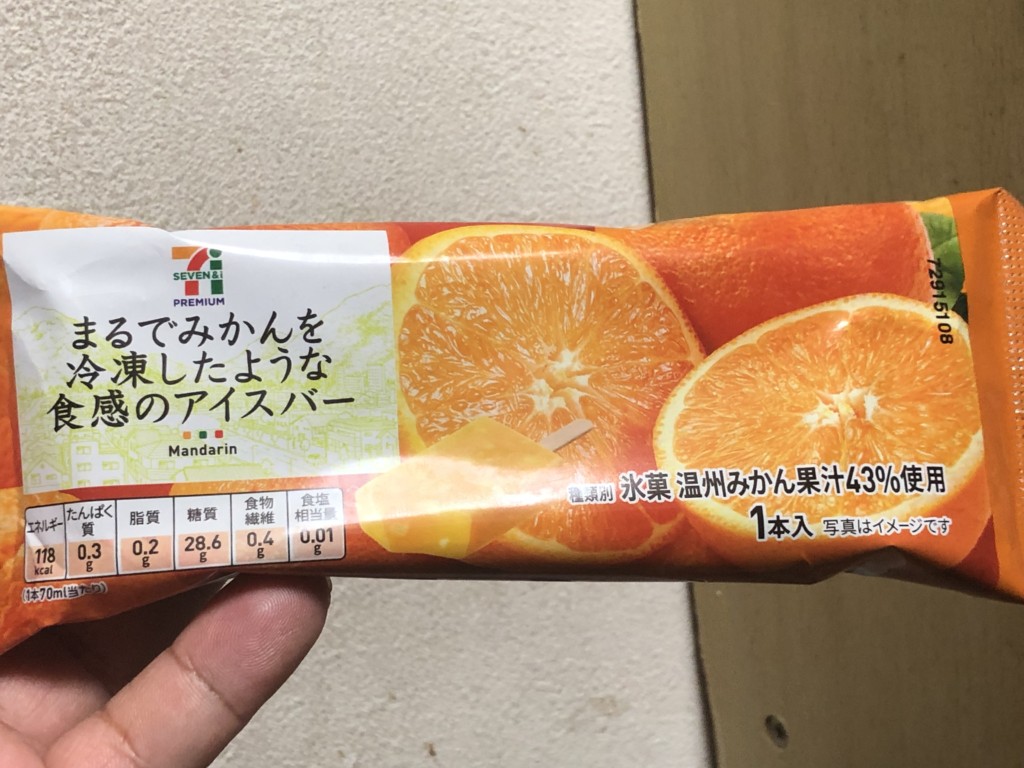 SEVEN&i
PREMIUM
まるでみかんを
冷凍したような
食感のアイスバー
Mandarin
エネルギー
118
kcal
たんぱく
質
0.3
g
脂質
0.2
g
糖質
28.6
g
食物
繊維
0.4
g
食塩
相当量
0.01
g
(1本70ml当たり)
種類別 氷菓 温州みかん果汁43%使用
1本入 写真はイメージです
72915108